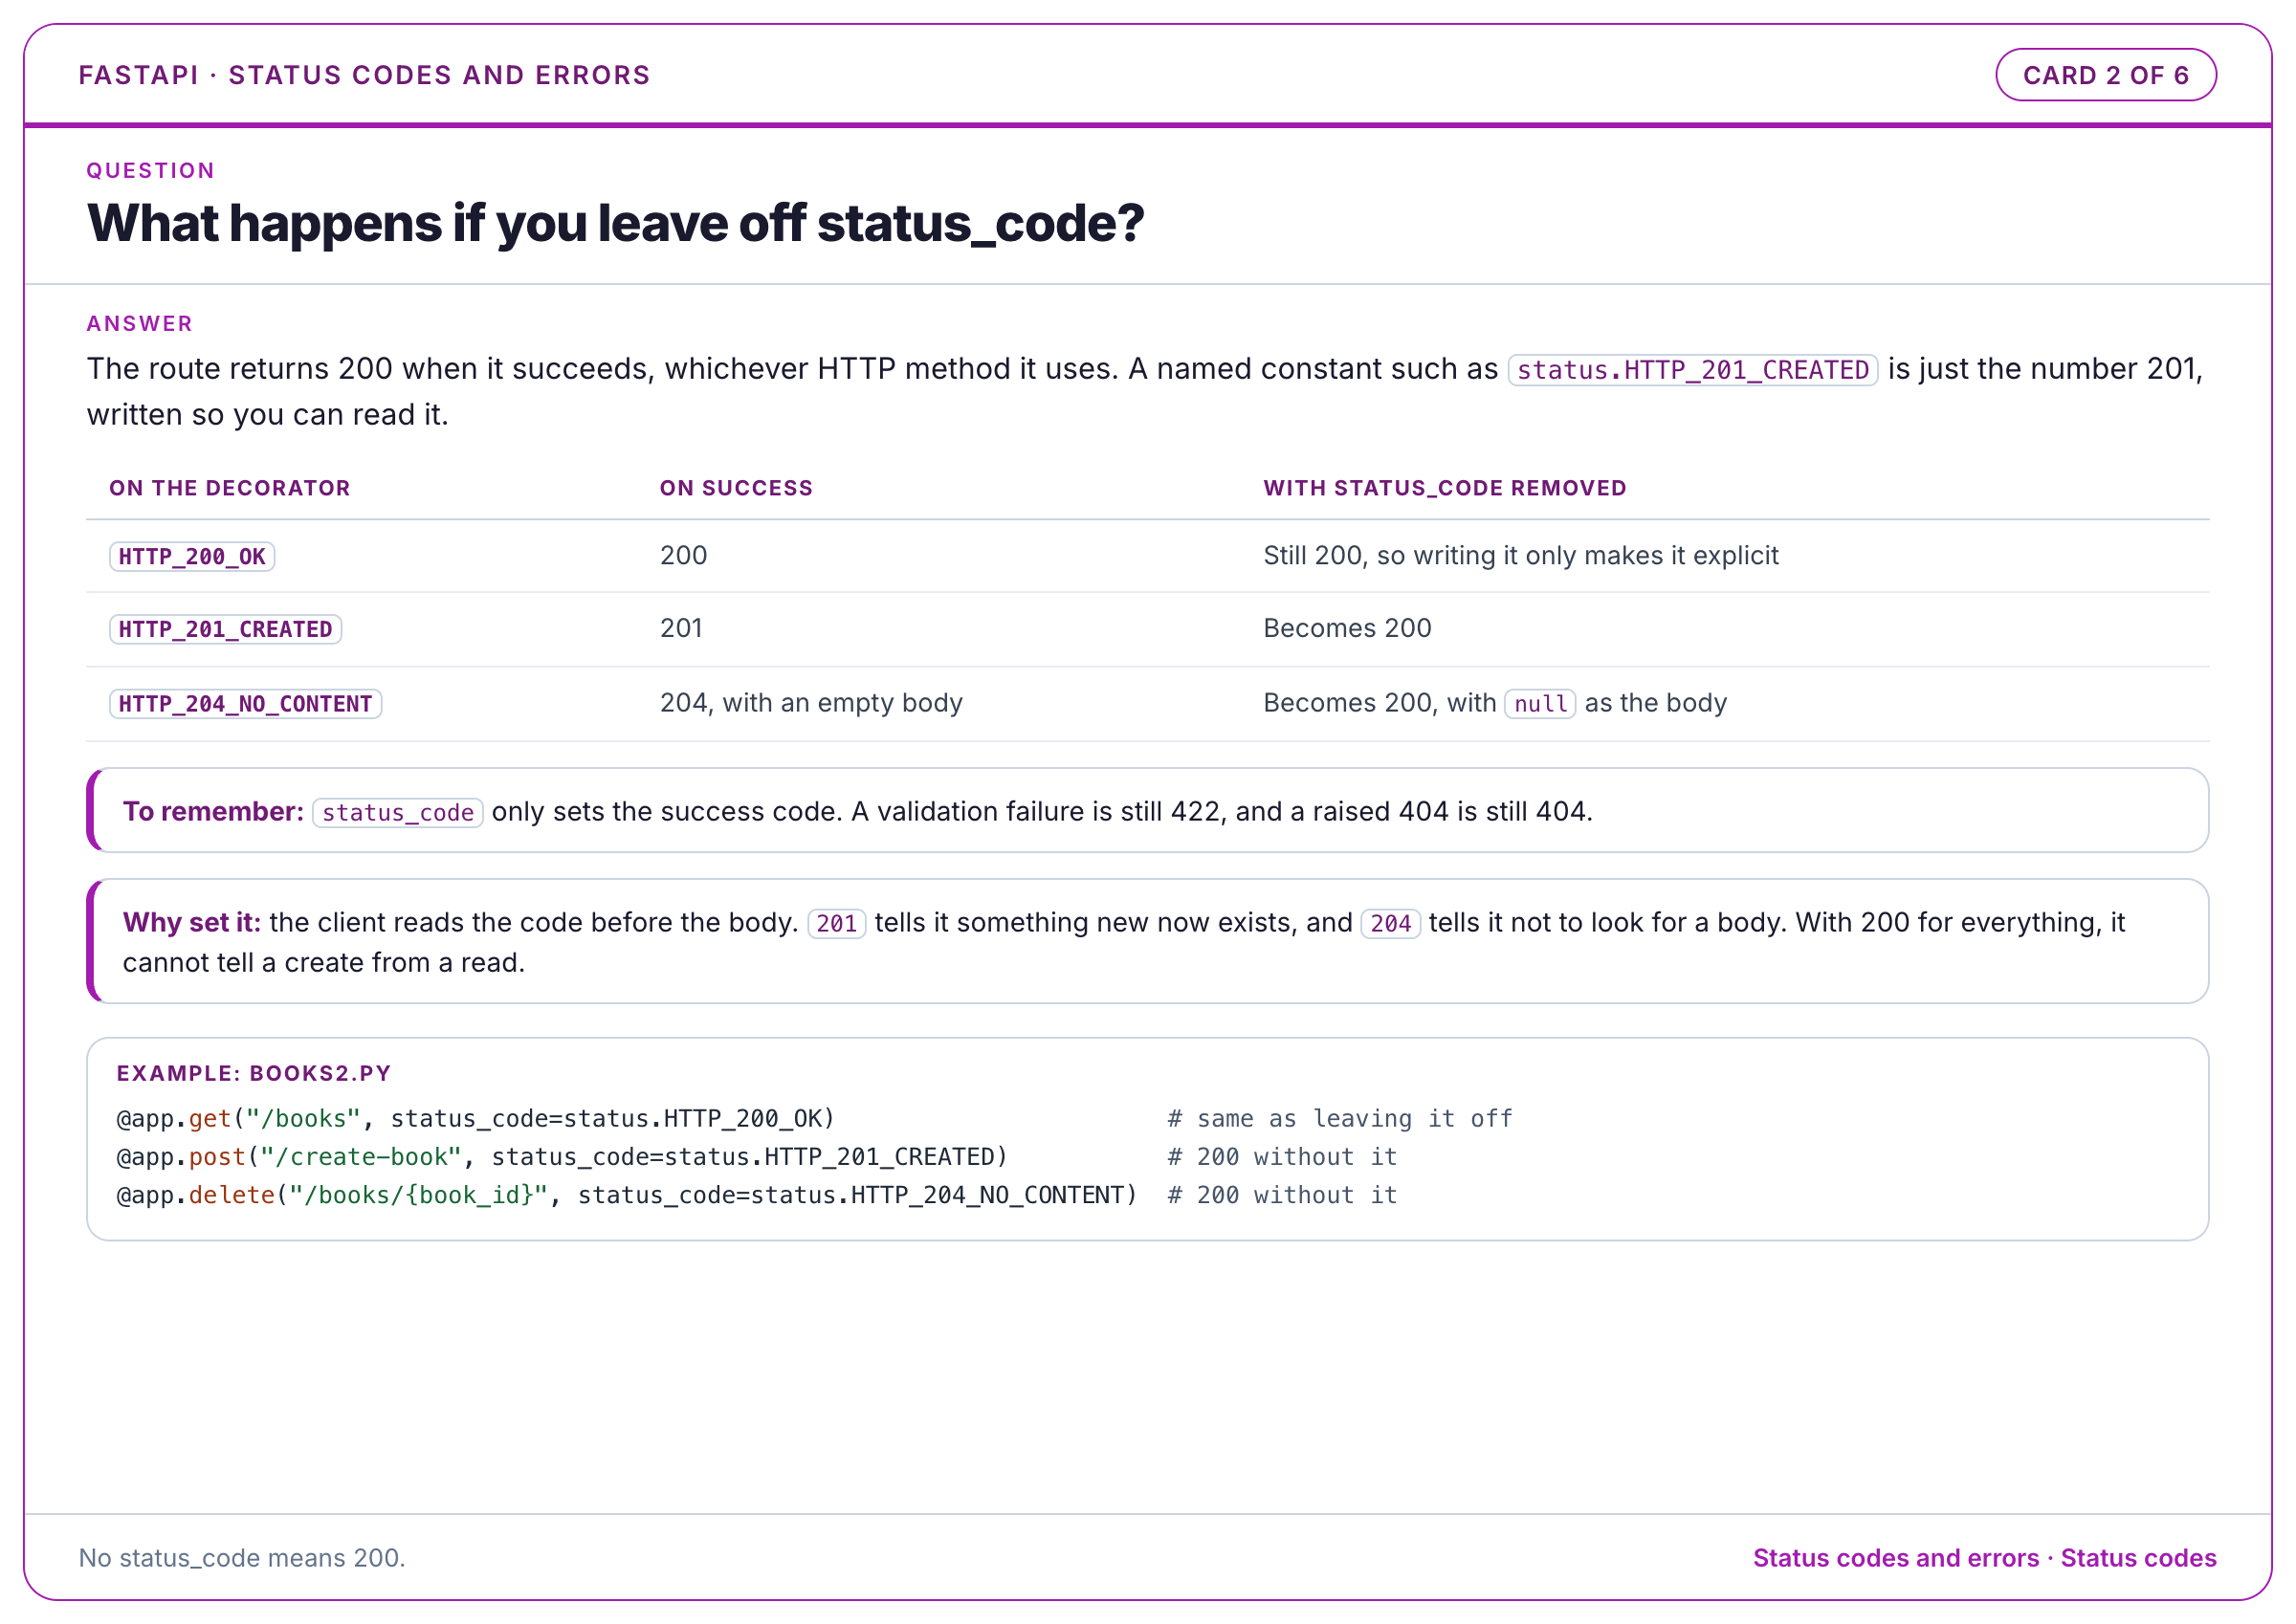 FASTAPI · STATUS CODES AND ERRORS
CARD 2 OF 6
QUESTION
What happens if you leave off status_code?
ANSWER
The route returns 200 when it succeeds, whichever HTTP method it uses. A named constant such as status.HTTP_201_CREATED is just the number 201,
written so you can read it.
ON THE DECORATOR ON SUCCESS WITH STATUS_CODE REMOVED
HTTP_200_OK 200 Still 200, so writing it only makes it explicit
HTTP_201_CREATED 201 Becomes 200
HTTP_204_NO_CONTENT 204, with an empty body Becomes 200, with null as the body
To remember: status_code only sets the success code. A validation failure is still 422, and a raised 404 is still 404.
Why set it: the client reads the code before the body. 201 tells it something new now exists, and 204 tells it not to look for a body. With 200 for everything, it
cannot tell a create from a read.
EXAMPLE: BOOKS2.PY
@app.get("/books", status_code=status.HTTP_200_OK) # same as leaving it off
@app.post("/create-book", status_code=status.HTTP_201_CREATED) # 200 without it
@app.delete("/books/{book_id}", status_code=status.HTTP_204_NO_CONTENT) # 200 without it
No status_code means 200.
Status codes and errors · Status codes